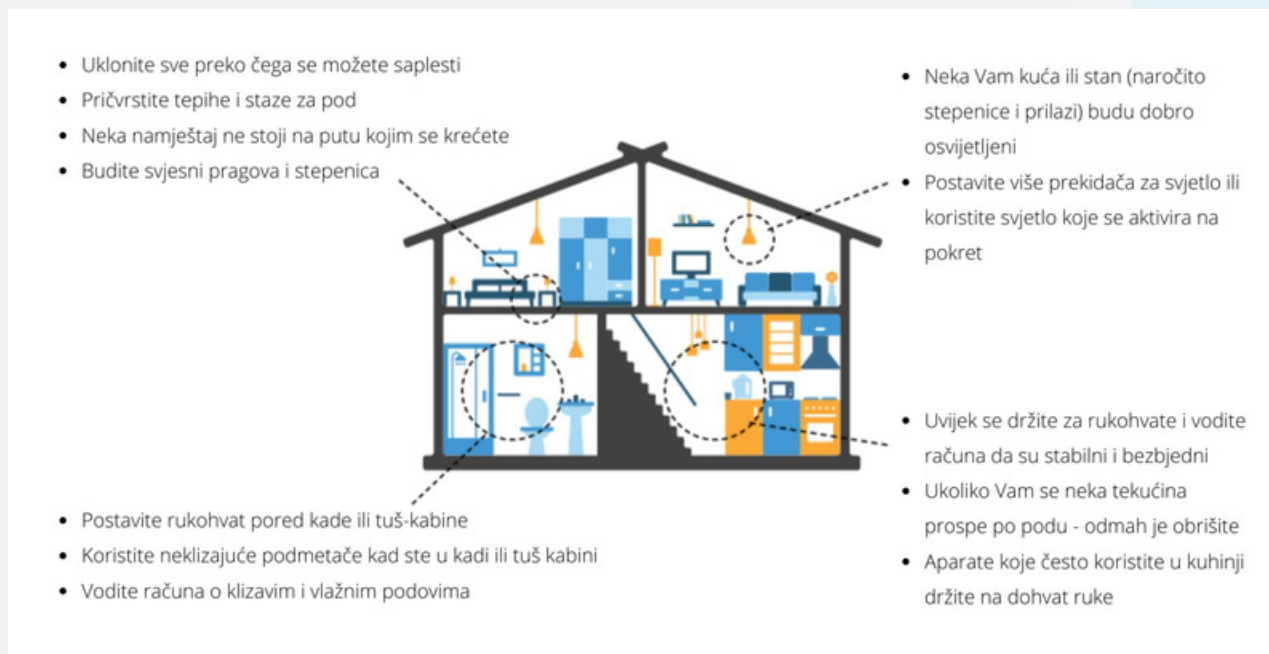 • Uklonite sve preko čega se možete saplesti
• Pričvrstite tepihe i staze za pod
• Neka namještaj ne stoji na putu kojim se krećete
• Budite svjesni pragova i stepenica
• Neka Vam kuća ili stan (naročito
stepenice i prilazi) budu dobro
osvijetljeni
• Postavite više prekidača za svjetlo ili
koristite svjetlo koje se aktivira na
pokret
• Postavite rukohvat pored kade ili tuš-kabine
• Koristite neklizajuće podmetače kad ste u kadi ili tuš kabini
• Vodite računa o klizavim i vlažnim podovima
• Uvijek se držite za rukohvate i vodite
računa da su stabilni i bezbjedni
• Ukoliko Vam se neka tekućina
prospe po podu - odmah je obrišite
• Aparate koje često koristite u kuhinji
držite na dohvat ruke